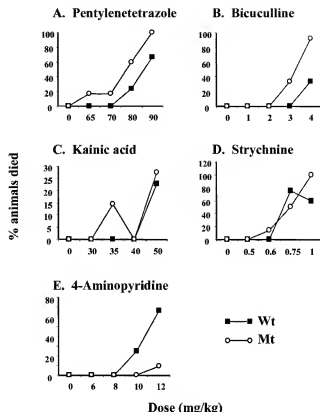 A. Pentylenetetrazole
100
80
60
40
20
0
0 65 70 80 90
B. Bicuculline
100
80
60
40
20
0
0 1 2 3 4
C. Kainic acid
30
25
20
15
10
5
0
0 30 35 40 50
D. Strychnine
120
100
80
60
40
20
0
0 0.5 0.6 0.75 1
E. 4-Aminopyridine
80
60
40
20
0
0 6 8 10 12
% animals died
Wt
Mt
Dose (mg/kg)